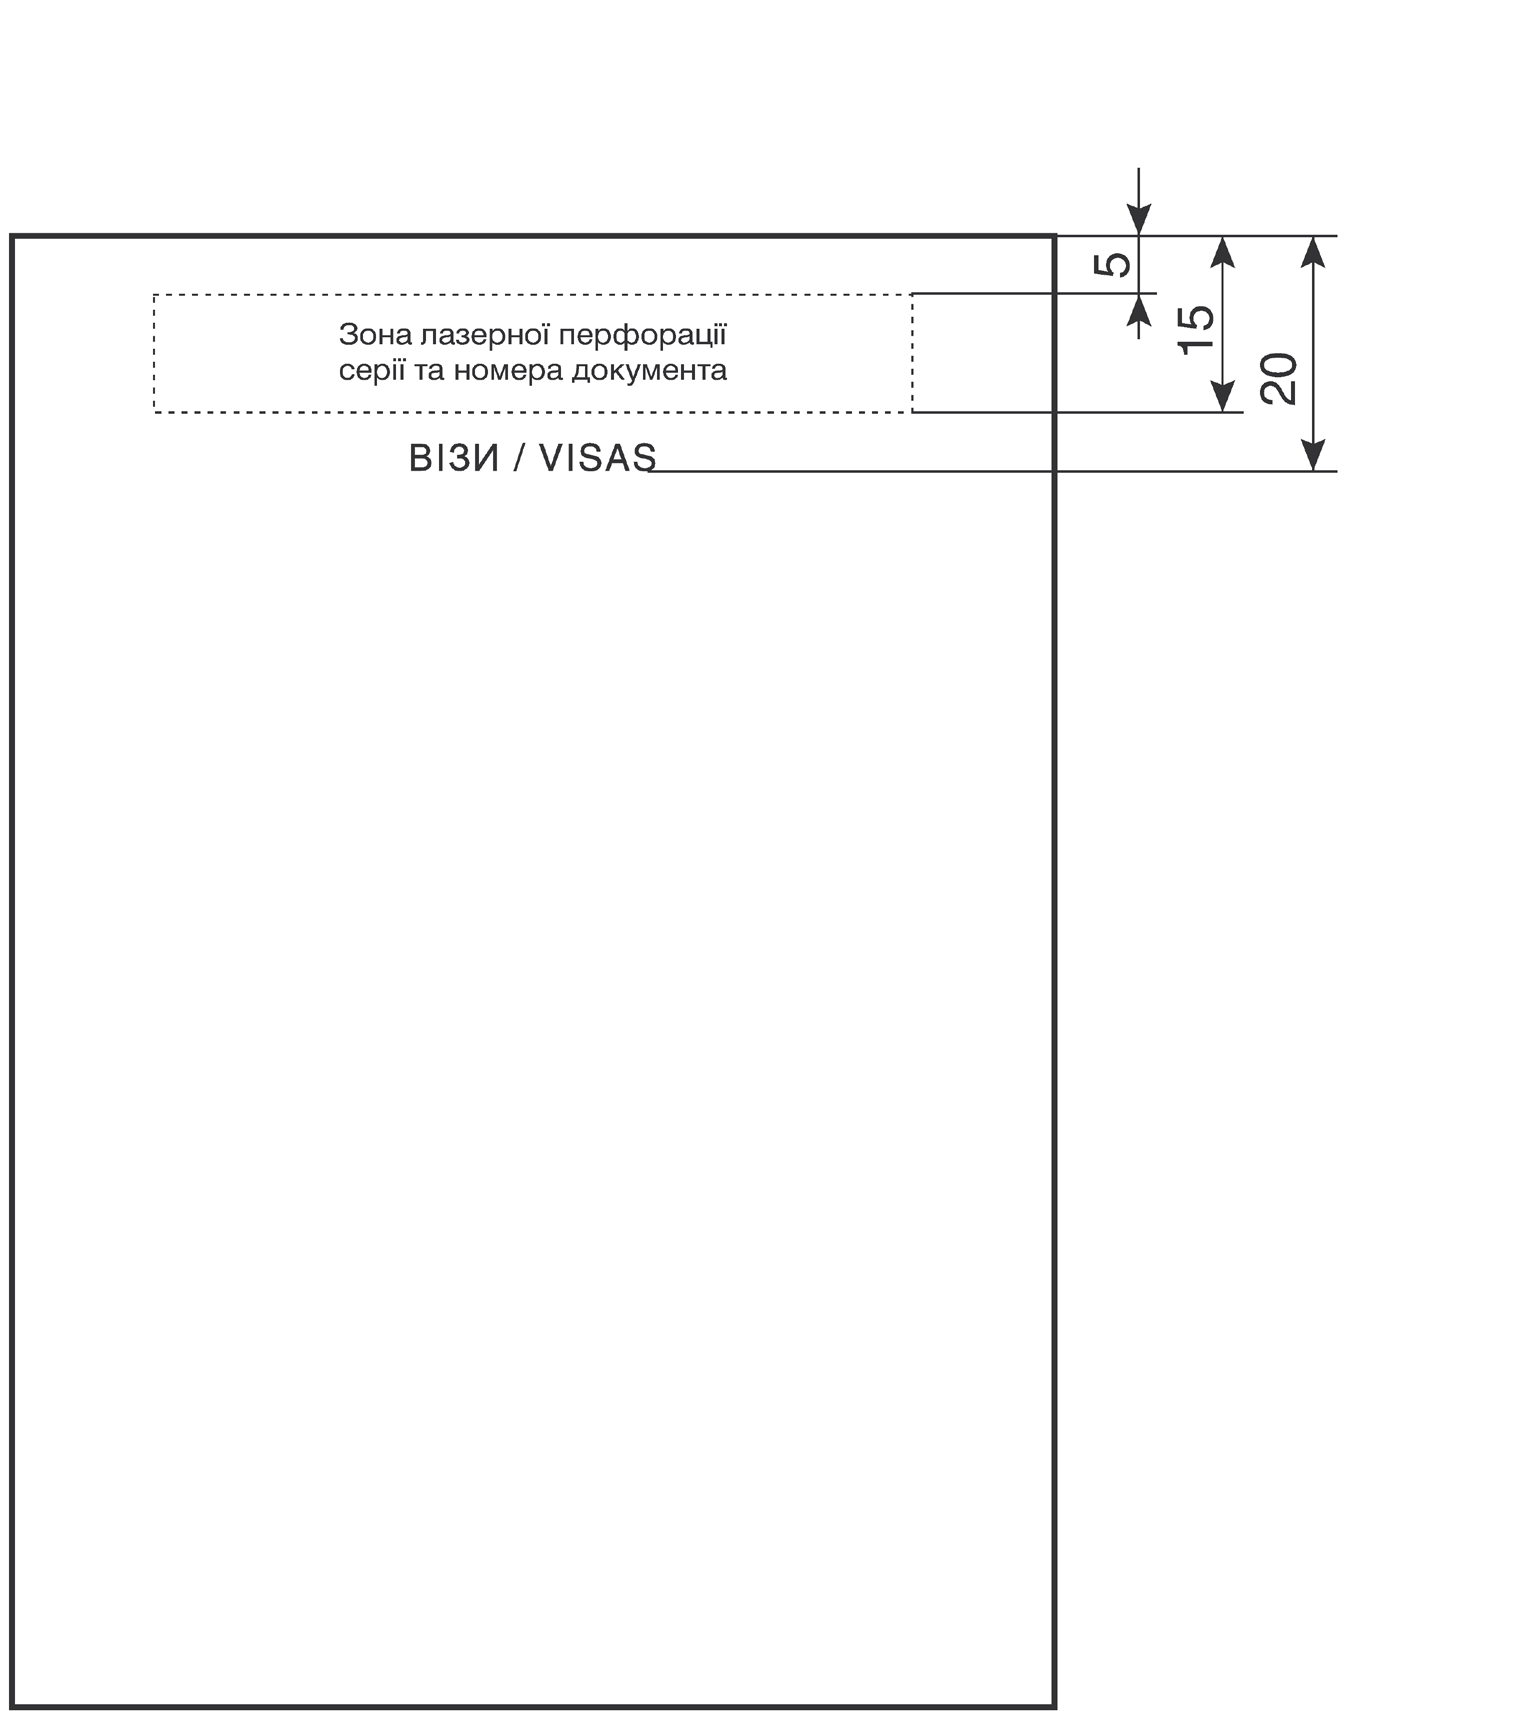 5
15
20
Зона лазерної перфорації
серії та номера документа
ВІЗИ / VISAS